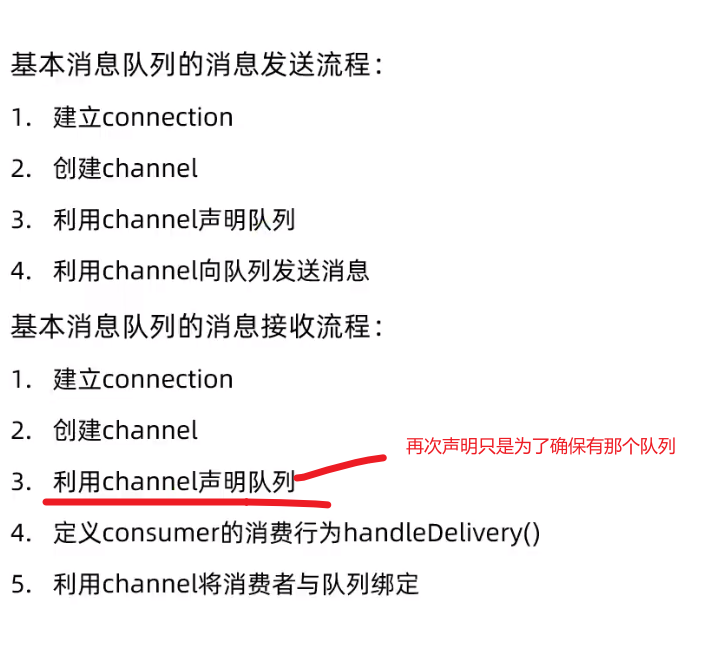 基本消息队列的消息发送流程：
1. 建立connection
2. 创建channel
3. 利用channel声明队列
4. 利用channel向队列发送消息
基本消息队列的消息接收流程：
1. 建立connection
2. 创建channel
再次声明只是为了确保有那个队列
3. 利用channel声明队列
4. 定义consumer的消费行为handleDelivery()
5. 利用channel将消费者与队列绑定